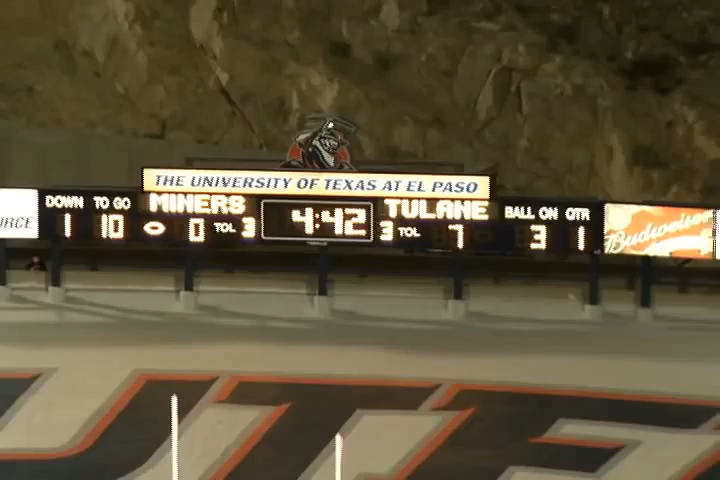 THE UNIVERSITY OF TEXAS AT EL PASO
DOWN TO GO MINERS 4:42 TULANE BALL ON QTR
1 10 0 TOL 3 3 TOL 7 3 1
Budweiser
UTE